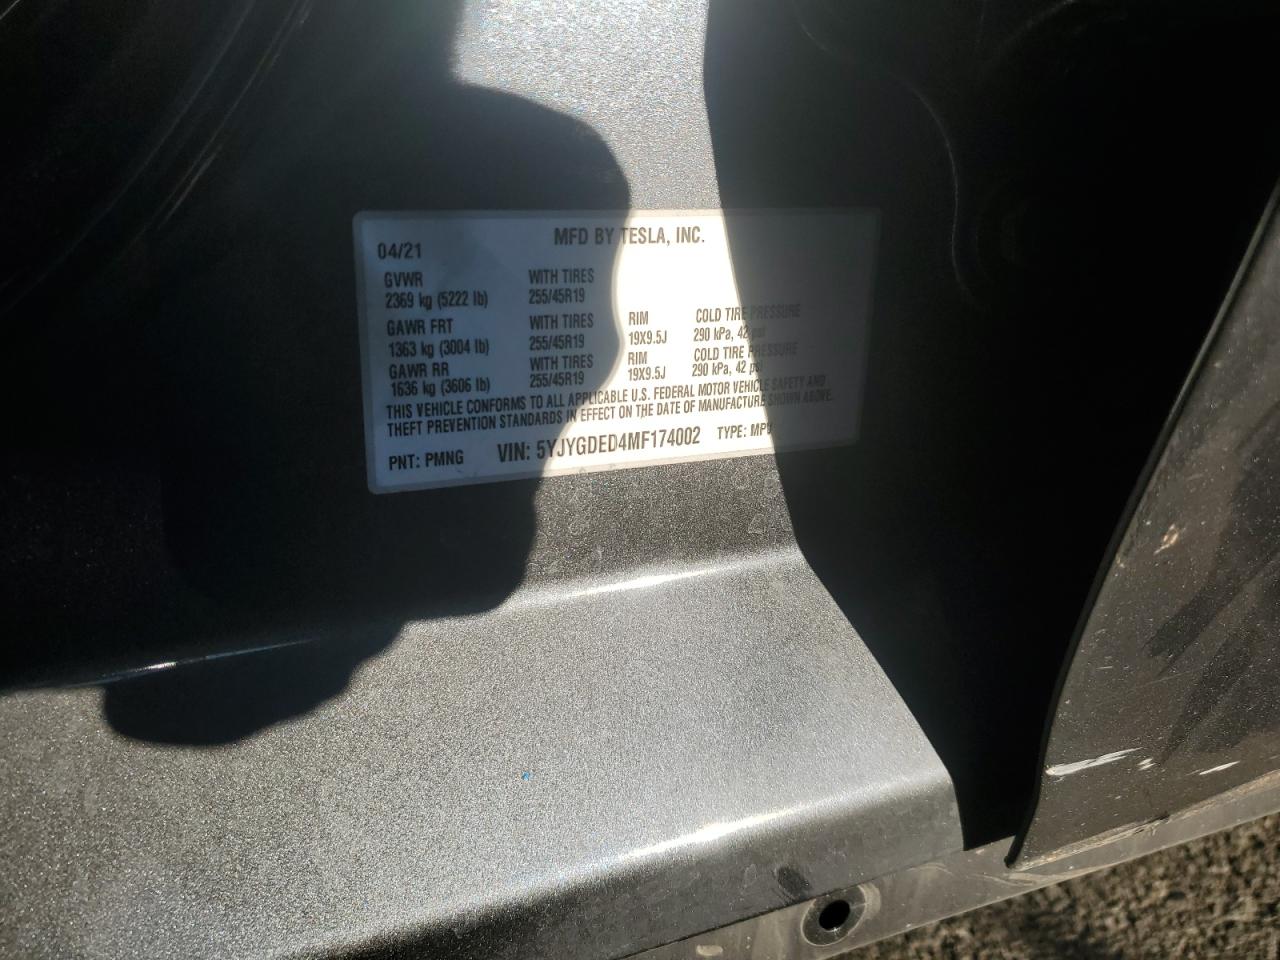 MFD BY TESLA, INC.
04/21
GVWR WITH TIRES
2369 kg (5222 lb) 255/45R19
GAWR FRT WITH TIRES RIM COLD TIRE PRESSURE
1363 kg (3004 lb) 255/45R19 19X9.5J 290 kPa, 42 psi
GAWR RR WITH TIRES RIM COLD TIRE PRESSURE
1636 kg (3606 lb) 255/45R19 19X9.5J 290 kPa, 42 psi
THIS VEHICLE CONFORMS TO ALL APPLICABLE U.S. FEDERAL MOTOR VEHICLE SAFETY AND
THEFT PREVENTION STANDARDS IN EFFECT ON THE DATE OF MANUFACTURE SHOWN ABOVE.
PNT: PMNG VIN: 5YJYGDED4MF174002 TYPE: MPV